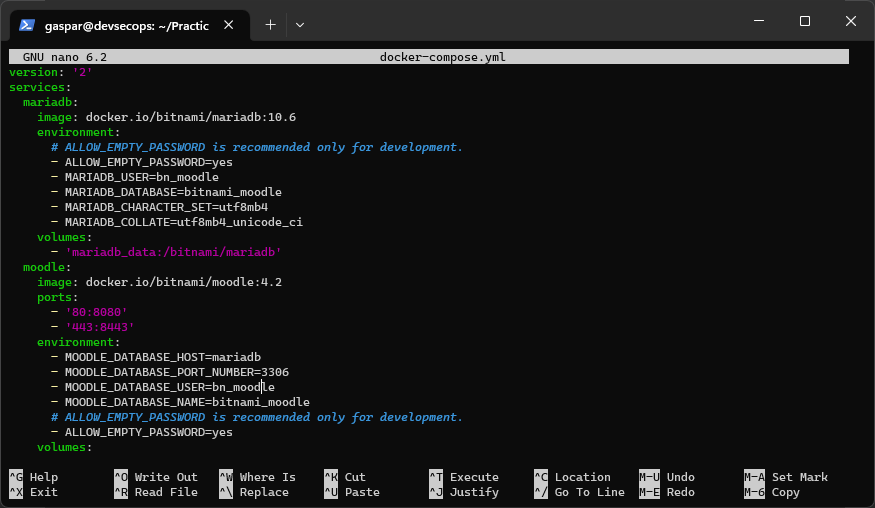 gaspar@devsecops: ~/Practic
GNU nano 6.2 docker-compose.yml
version: '2'
services:
  mariadb:
    image: docker.io/bitnami/mariadb:10.6
    environment:
      # ALLOW_EMPTY_PASSWORD is recommended only for development.
      - ALLOW_EMPTY_PASSWORD=yes
      - MARIADB_USER=bn_moodle
      - MARIADB_DATABASE=bitnami_moodle
      - MARIADB_CHARACTER_SET=utf8mb4
      - MARIADB_COLLATE=utf8mb4_unicode_ci
    volumes:
      - 'mariadb_data:/bitnami/mariadb'
  moodle:
    image: docker.io/bitnami/moodle:4.2
    ports:
      - '80:8080'
      - '443:8443'
    environment:
      - MOODLE_DATABASE_HOST=mariadb
      - MOODLE_DATABASE_PORT_NUMBER=3306
      - MOODLE_DATABASE_USER=bn_moodle
      - MOODLE_DATABASE_NAME=bitnami_moodle
      # ALLOW_EMPTY_PASSWORD is recommended only for development.
      - ALLOW_EMPTY_PASSWORD=yes
    volumes:
^G Help ^O Write Out ^W Where Is ^K Cut ^T Execute ^C Location M-U Undo M-A Set Mark
^X Exit ^R Read File ^\ Replace ^U Paste ^J Justify ^/ Go To Line M-E Redo M-6 Copy